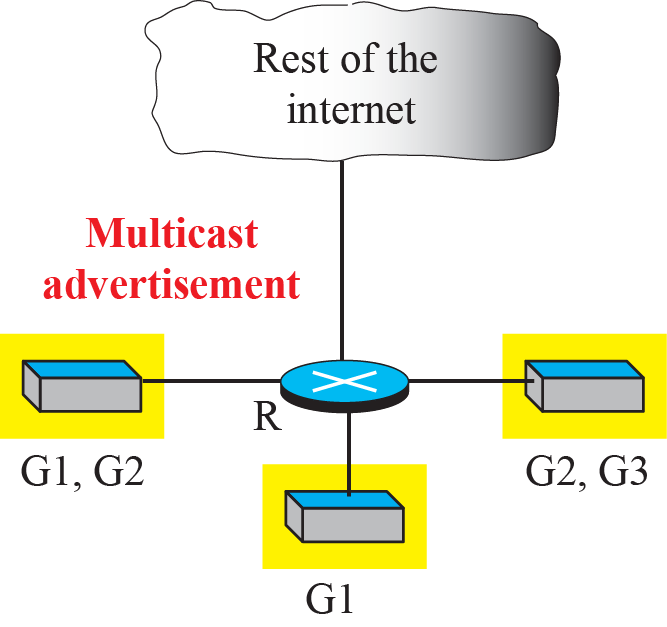 Rest of the
internet
Multicast
advertisement
R
G1, G2
G2, G3
G1